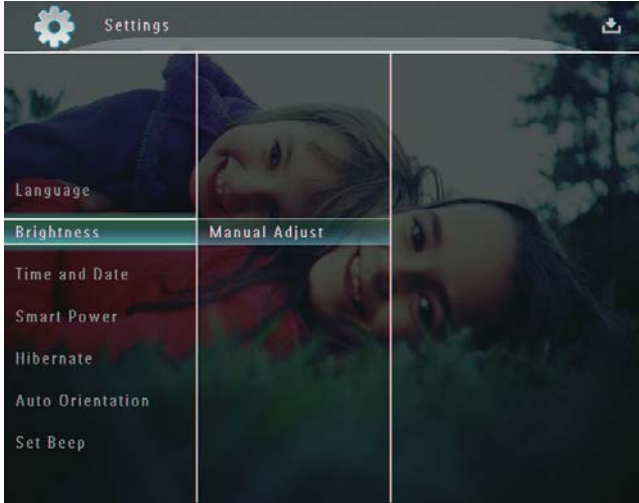 Settings
Language
Brightness
Manual Adjust
Time and Date
Smart Power
Hibernate
Auto Orientation
Set Beep